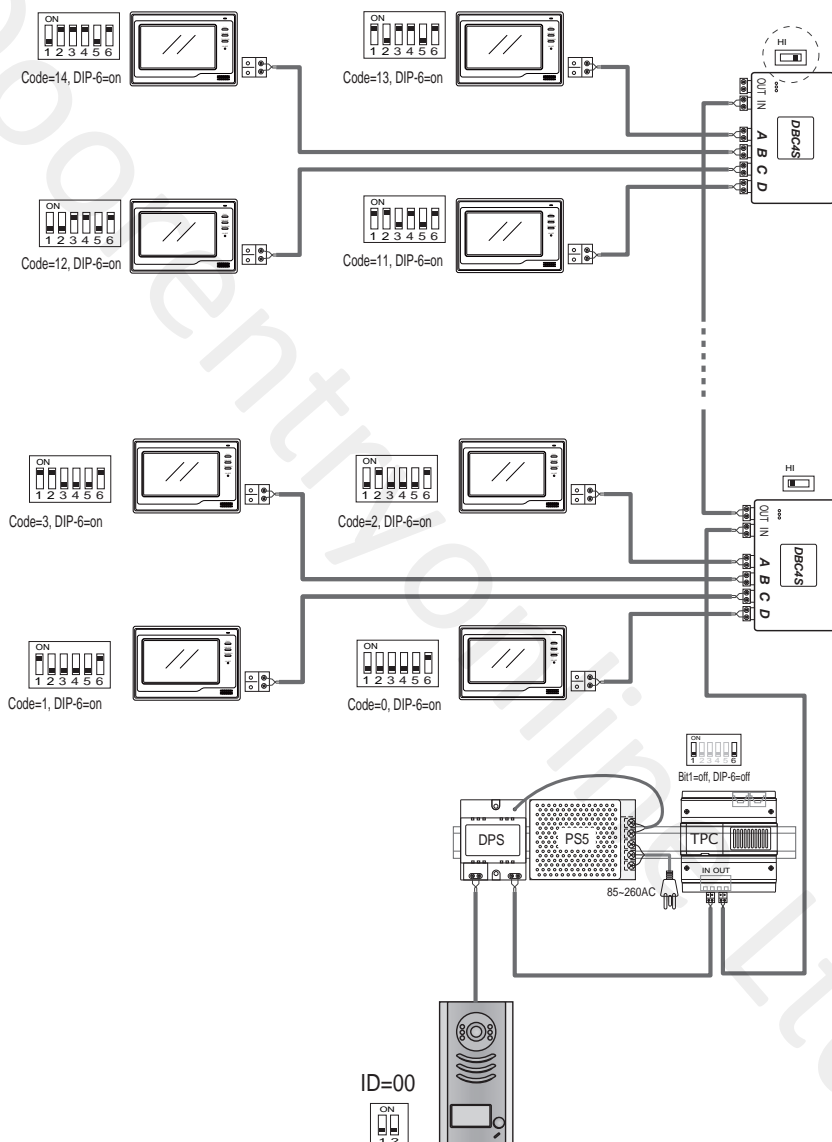 ON
1 2 3 4 5 6
Code=14, DIP-6=on
ON
1 2 3 4 5 6
Code=13, DIP-6=on
HI
OUT IN
A B C D
DBC4S
ON
1 2 3 4 5 6
Code=12, DIP-6=on
ON
1 2 3 4 5 6
Code=11, DIP-6=on
ON
1 2 3 4 5 6
Code=3, DIP-6=on
ON
1 2 3 4 5 6
Code=2, DIP-6=on
HI
OUT IN
A B C D
DBC4S
ON
1 2 3 4 5 6
Code=1, DIP-6=on
ON
1 2 3 4 5 6
Code=0, DIP-6=on
ON
1 2 3 4 5 6
Bit1=off, DIP-6=off
DPS
PS5
TPC
IN OUT
85~260AC
ID=00
ON
1 2
doorentryonline Ltd